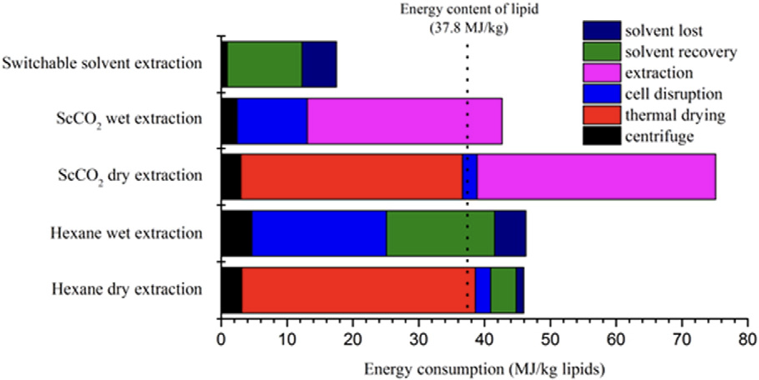 Energy content of lipid
(37.8 MJ/kg)
solvent lost
solvent recovery
extraction
cell disruption
thermal drying
centrifuge
Switchable solvent extraction
ScCO₂ wet extraction
ScCO₂ dry extraction
Hexane wet extraction
Hexane dry extraction
0 10 20 30 40 50 60 70 80
Energy consumption (MJ/kg lipids)